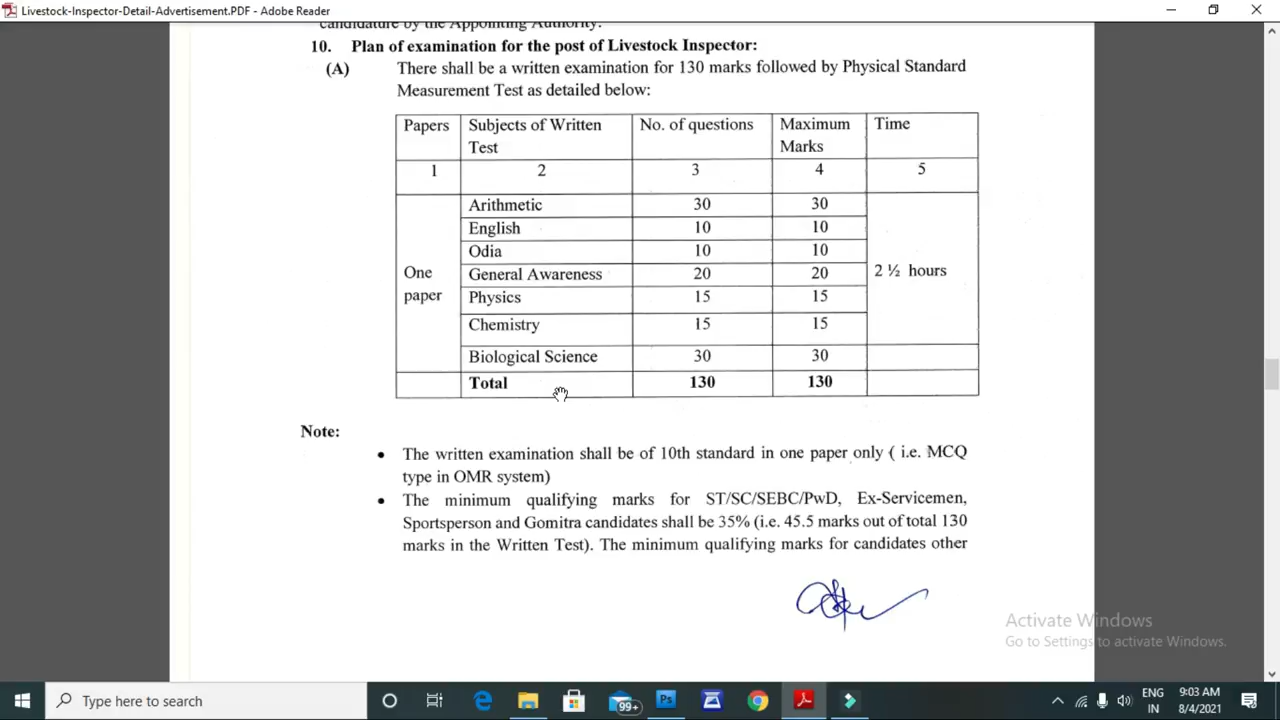 Livestock-Inspector-Detail-Advertisement.PDF - Adobe Reader
candidature by the Appointing Authority.
10. Plan of examination for the post of Livestock Inspector:
(A) There shall be a written examination for 130 marks followed by Physical Standard
Measurement Test as detailed below:
Papers Subjects of Written Test No. of questions Maximum Marks Time
1 2 3 4 5
Arithmetic 30 30
English 10 10
Odia 10 10
One paper General Awareness 20 20 2 ½ hours
Physics 15 15
Chemistry 15 15
Biological Science 30 30
Total 130 130
Note:
• The written examination shall be of 10th standard in one paper only ( i.e. MCQ
type in OMR system)
• The minimum qualifying marks for ST/SC/SEBC/PwD, Ex-Servicemen,
Sportsperson and Gomitra candidates shall be 35% (i.e. 45.5 marks out of total 130
marks in the Written Test). The minimum qualifying marks for candidates other
Activate Windows
Go to Settings to activate Windows.
Type here to search
99+
Ps
ENG
IN
9:03 AM
8/4/2021